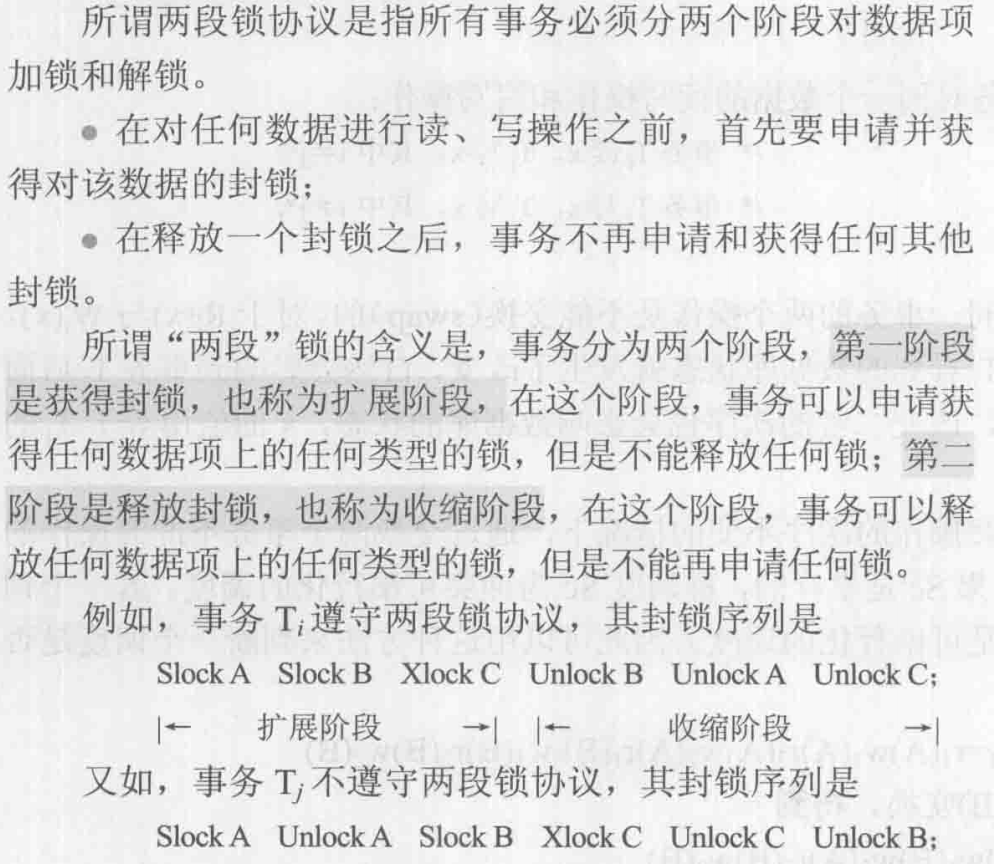 所谓两段锁协议是指所有事务必须分两个阶段对数据项
加锁和解锁。
● 在对任何数据进行读、写操作之前，首先要申请并获
得对该数据的封锁；
● 在释放一个封锁之后，事务不再申请和获得任何其他
封锁。
所谓“两段”锁的含义是，事务分为两个阶段，第一阶段
是获得封锁，也称为扩展阶段，在这个阶段，事务可以申请获
得任何数据项上的任何类型的锁，但是不能释放任何锁；第二
阶段是释放封锁，也称为收缩阶段，在这个阶段，事务可以释
放任何数据项上的任何类型的锁，但是不能再申请任何锁。
例如，事务 Ti 遵守两段锁协议，其封锁序列是
Slock A Slock B Xlock C Unlock B Unlock A Unlock C;
|← 扩展阶段 →| |← 收缩阶段 →|
又如，事务 Tj 不遵守两段锁协议，其封锁序列是
Slock A Unlock A Slock B Xlock C Unlock C Unlock B;